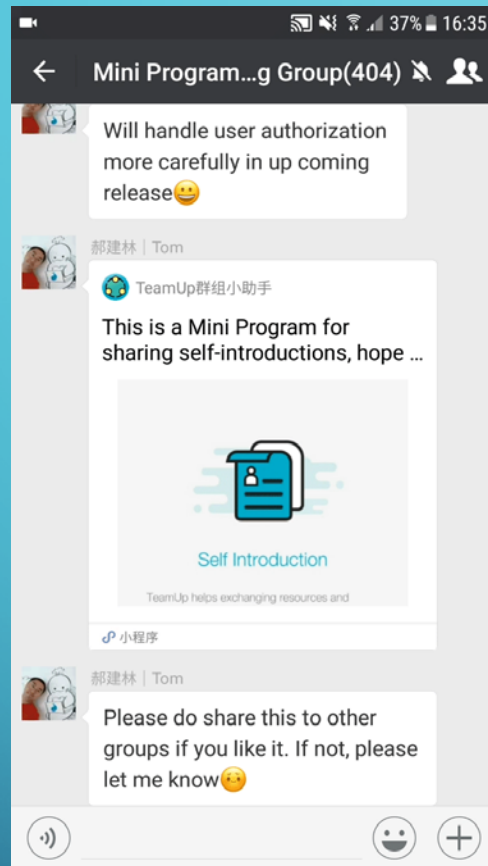 37% 16:35
Mini Program...g Group(404)
Will handle user authorization
more carefully in up coming
release😀
郝建林｜Tom
TeamUp群组小助手
This is a Mini Program for
sharing self-introductions, hope ...
Self Introduction
TeamUp helps exchanging resources and
小程序
郝建林｜Tom
Please do share this to other
groups if you like it. If not, please
let me know☺️